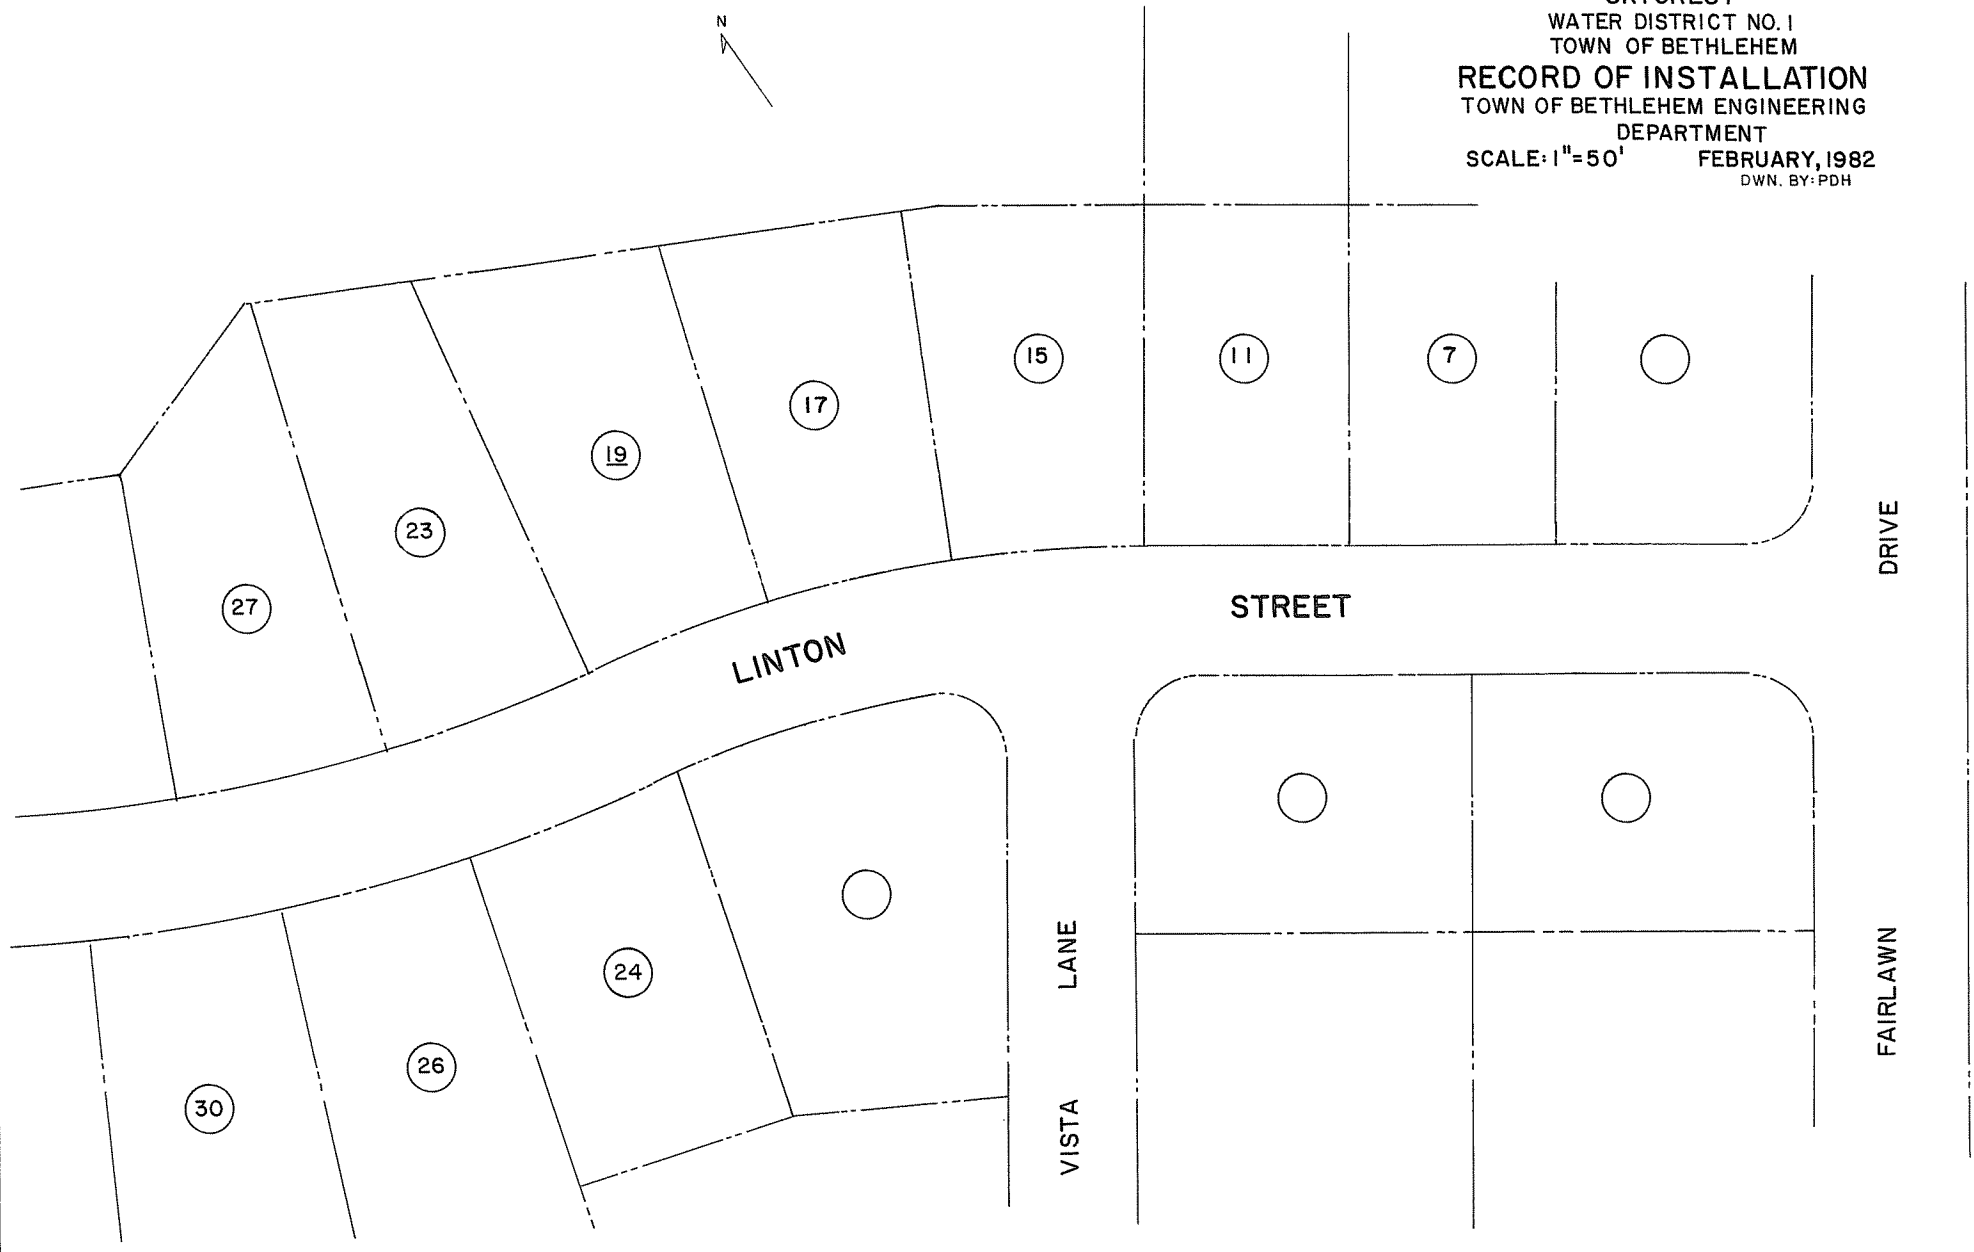 N
WATER DISTRICT NO. 1
TOWN OF BETHLEHEM
RECORD OF INSTALLATION
TOWN OF BETHLEHEM ENGINEERING
DEPARTMENT
SCALE: 1"=50' FEBRUARY, 1982
DWN. BY: PDH
15
11
7
17
19
23
27
DRIVE
STREET
LINTON
24
26
30
LANE
VISTA
FAIRLAWN